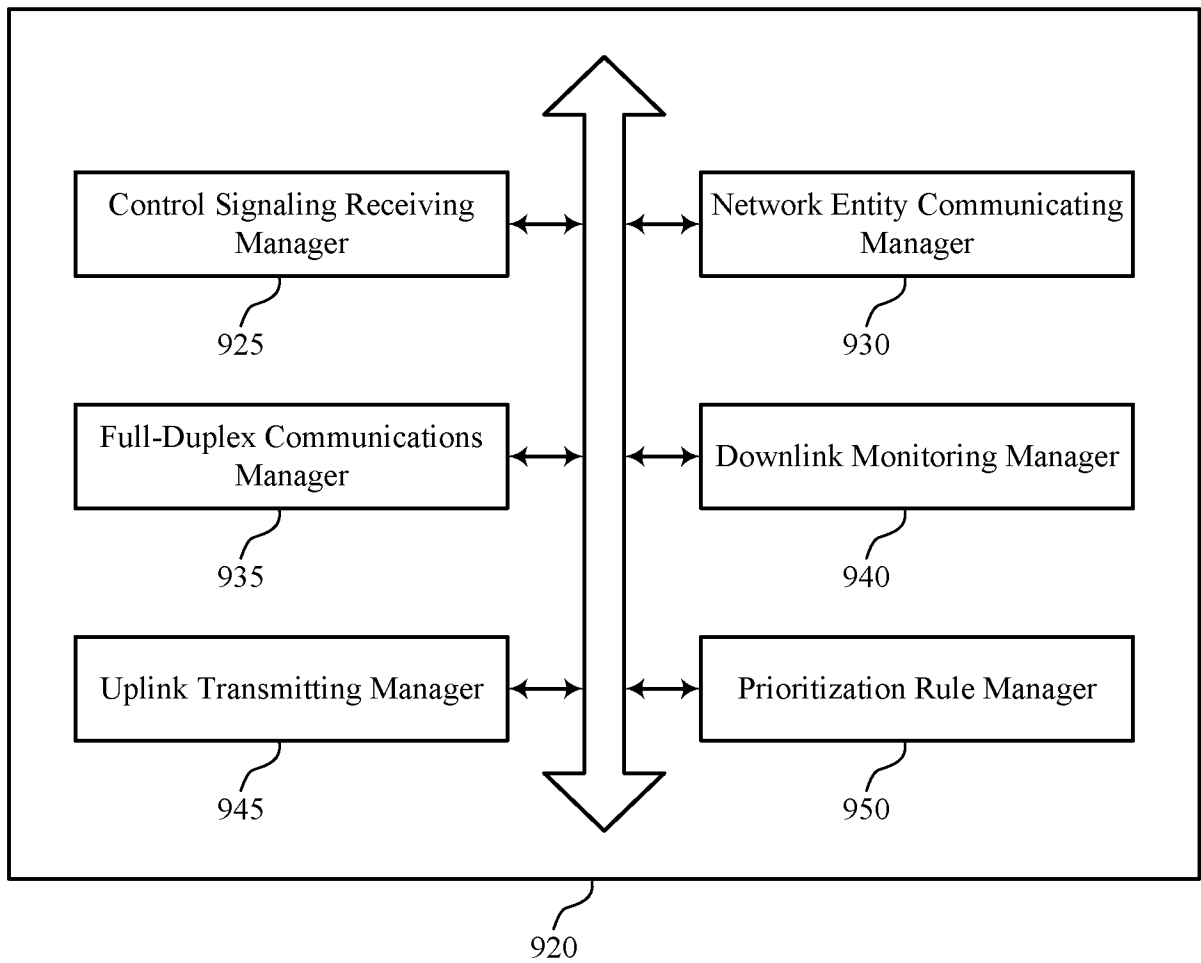 Control Signaling Receiving
Manager
925
Network Entity Communicating
Manager
930
Full-Duplex Communications
Manager
935
Downlink Monitoring Manager
940
Uplink Transmitting Manager
945
Prioritization Rule Manager
950
920